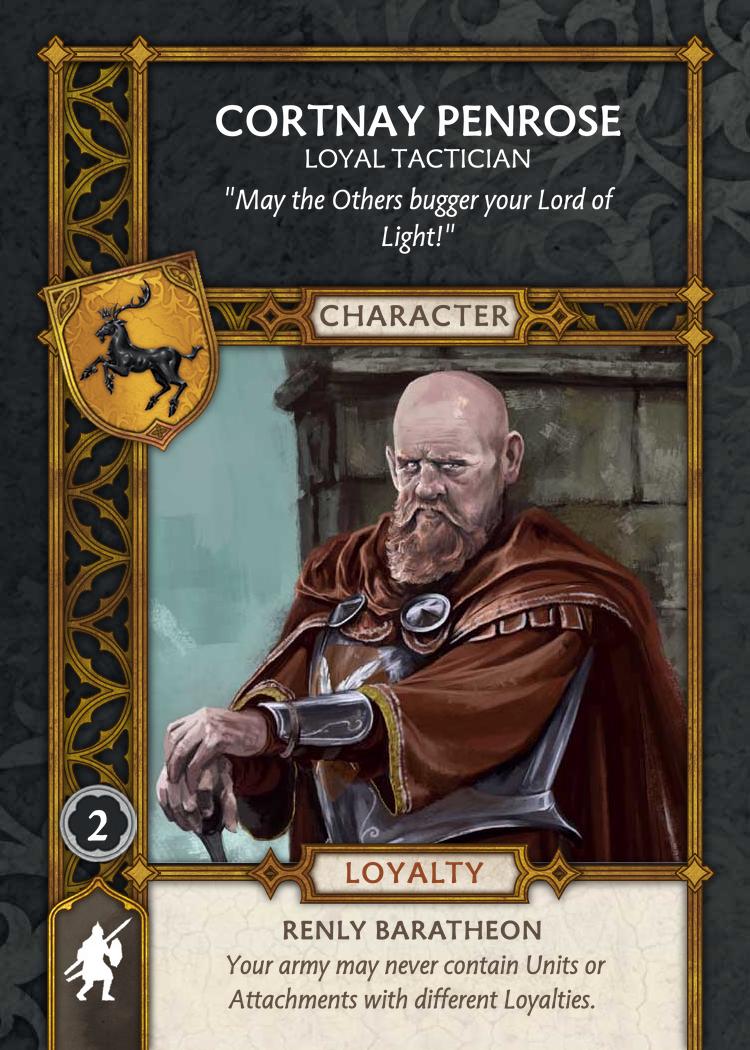 CORTNAY PENROSE
LOYAL TACTICIAN
"May the Others bugger your Lord of
Light!"
CHARACTER
2
LOYALTY
RENLY BARATHEON
Your army may never contain Units or
Attachments with different Loyalties.